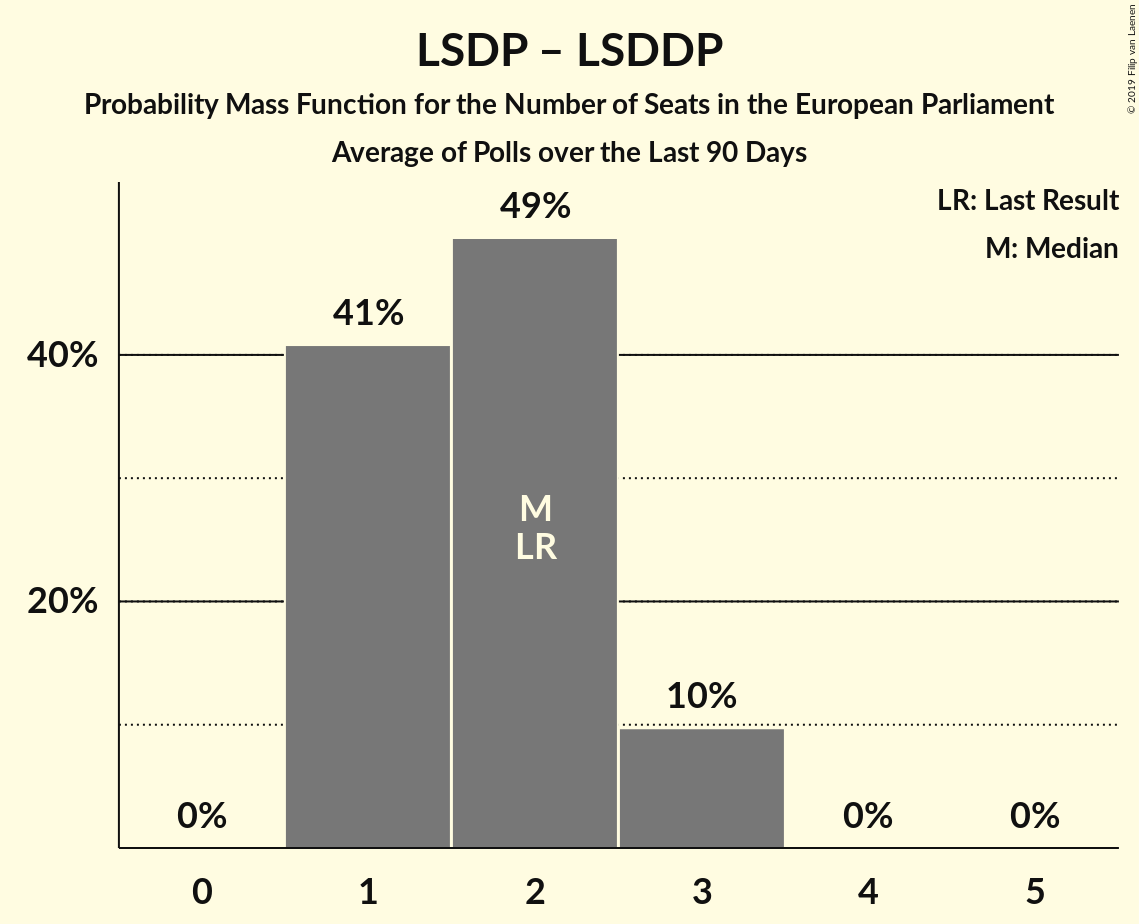 LSDP – LSDDP
Probability Mass Function for the Number of Seats in the European Parliament
Average of Polls over the Last 90 Days
© 2019 Filip van Laenen
LR: Last Result
M: Median
49%
41%
40%
M
LR
20%
10%
0%
0%
0%
0 1 2 3 4 5